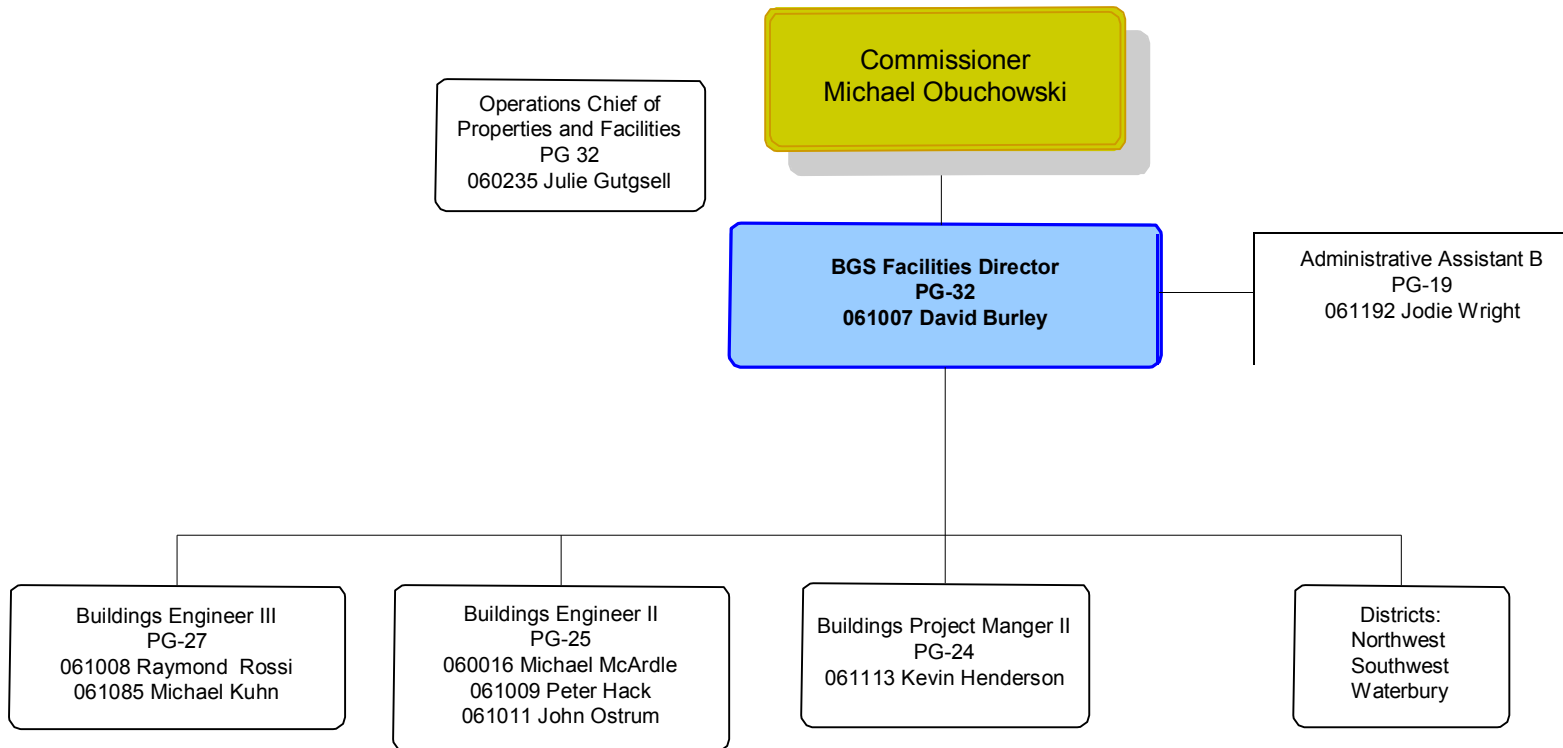 Commissioner
Michael Obuchowski
Operations Chief of
Properties and Facilities
PG 32
060235 Julie Gutgsell
BGS Facilities Director
PG-32
061007 David Burley
Administrative Assistant B
PG-19
061192 Jodie Wright
Buildings Engineer III
PG-27
061008 Raymond  Rossi
061085 Michael Kuhn
Buildings Engineer II
PG-25
060016 Michael McArdle
061009 Peter Hack
061011 John Ostrum
Buildings Project Manger II
PG-24
061113 Kevin Henderson
Districts:
Northwest
Southwest
Waterbury